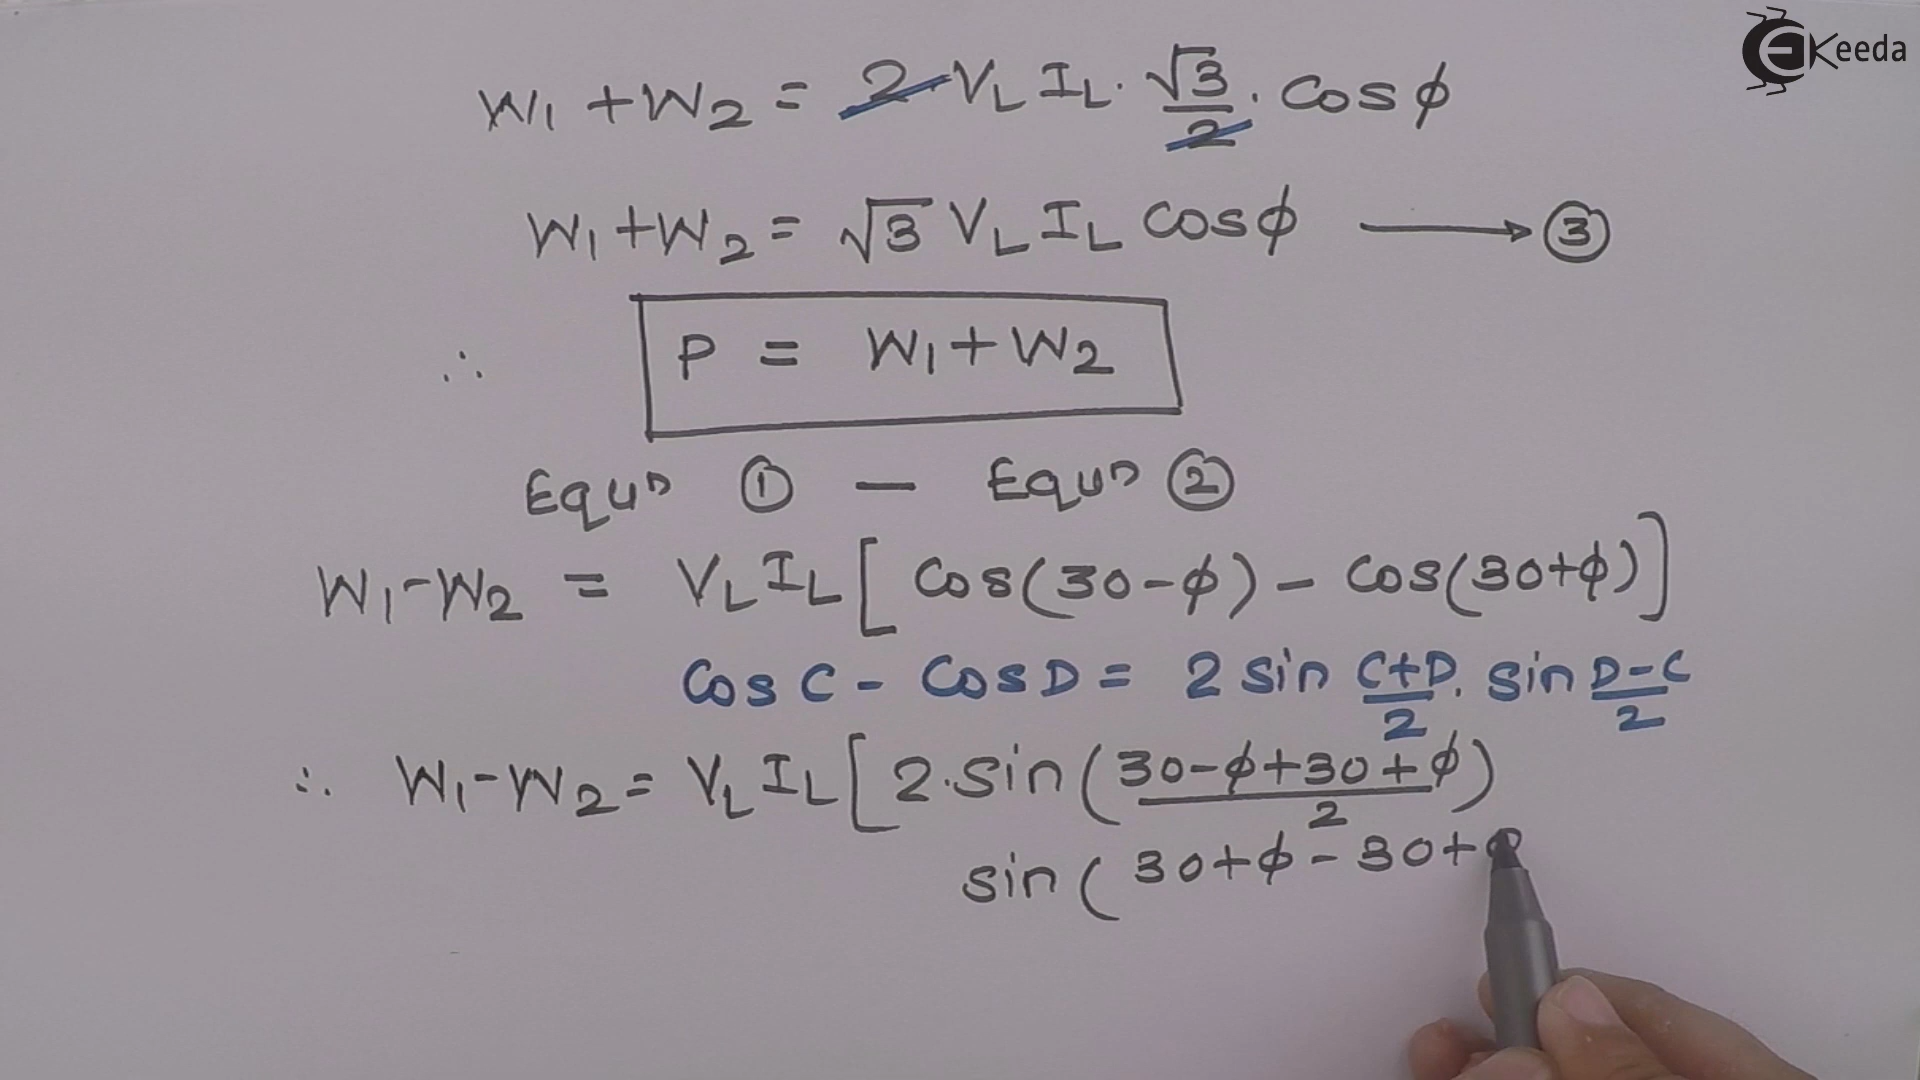 EKeeda
W1 + W2 = 2 VL IL · √3/2 · cos ϕ
W1 + W2 = √3 VL IL cos ϕ → ③
∴ P = W1 + W2
Equⁿ ① − Equⁿ ②
W1 − W2 = VL IL [ cos(30−ϕ) − cos(30+ϕ) ]
cos C − cos D = 2 sin C+D/2 . sin D−C/2
∴ W1 − W2 = VL IL [ 2 . sin ( 30−ϕ+30+ϕ/2 )
sin ( 30+ϕ−30+ϕ